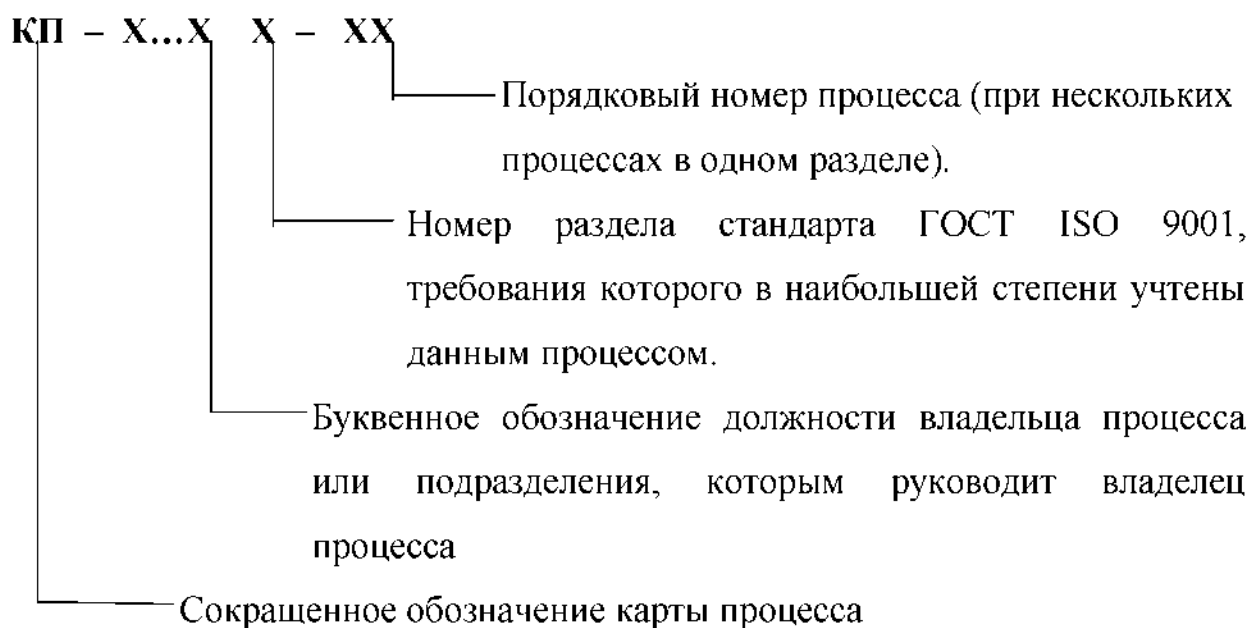 КП – Х...Х Х – ХХ
Порядковый номер процесса (при нескольких
процессах в одном разделе).
Номер раздела стандарта ГОСТ ISO 9001,
требования которого в наибольшей степени учтены
данным процессом.
Буквенное обозначение должности владельца процесса
или подразделения, которым руководит владелец
процесса
Сокращенное обозначение карты процесса